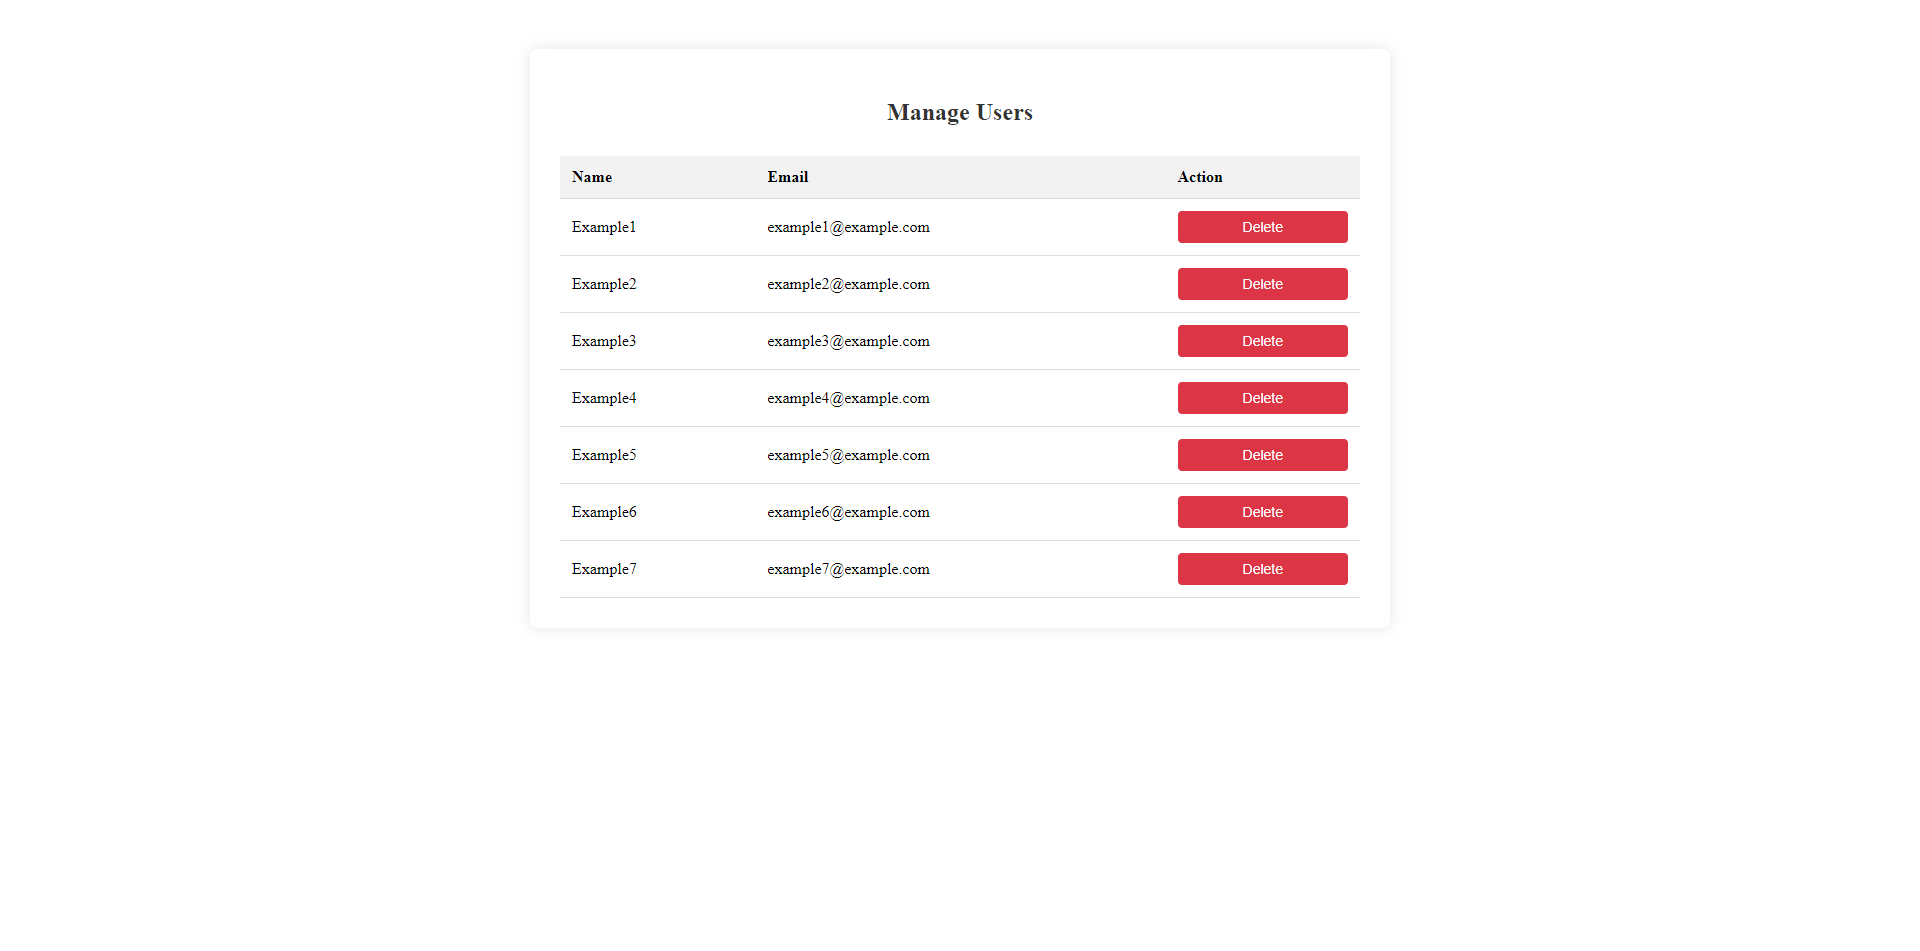 Manage Users
Name Email Action
Example1 example1@example.com Delete
Example2 example2@example.com Delete
Example3 example3@example.com Delete
Example4 example4@example.com Delete
Example5 example5@example.com Delete
Example6 example6@example.com Delete
Example7 example7@example.com Delete